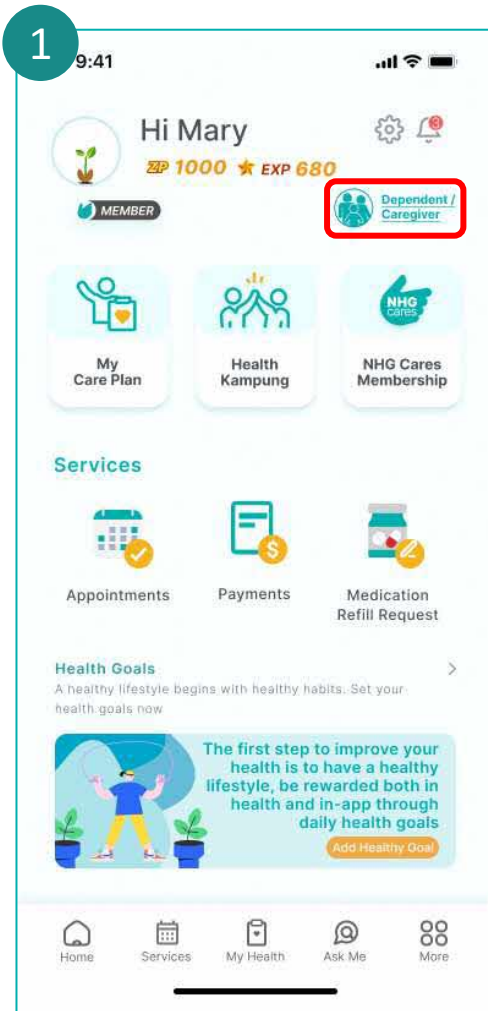 1
9:41
Hi Mary
3
ZP 1000 EXP 680
MEMBER
Dependent /
Caregiver
NHG
cares
My
Care Plan
Health
Kampung
NHG Cares
Membership
Services
$
Appointments
Payments
Medication
Refill Request
Health Goals
A healthy lifestyle begins with healthy habits. Set your
health goals now
The first step to improve your
health is to have a healthy
lifestyle, be rewarded both in
health and in-app through
daily health goals
Add Healthy Goal
Home
Services
My Health
Ask Me
More